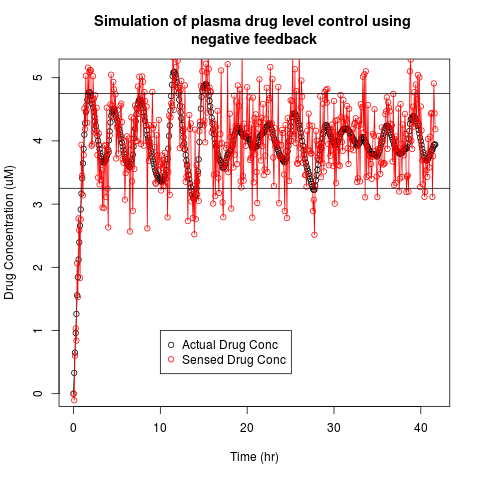 Simulation of plasma drug level control using
negative feedback
Drug Concentration (uM)
5
4
3
2
1
0
Actual Drug Conc
Sensed Drug Conc
0 10 20 30 40
Time (hr)